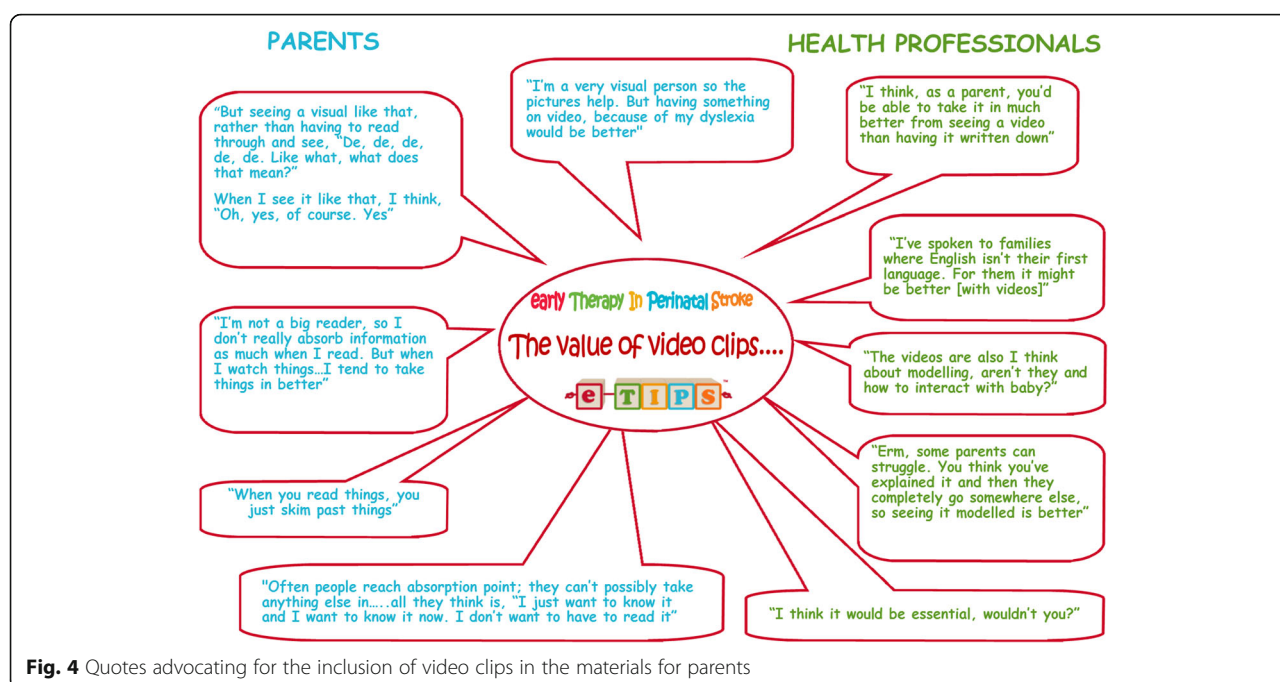 PARENTS
HEALTH PROFESSIONALS
"But seeing a visual like that,
rather than having to read
through and see, "De, de, de,
de, de. Like what, what does
that mean?"
When I see it like that, I think,
"Oh, yes, of course. Yes"
"I'm a very visual person so the
pictures help. But having something
on video, because of my dyslexia
would be better"
"I think, as a parent, you'd
be able to take it in much
better from seeing a video
than having it written down"
"I've spoken to families
where English isn't their first
language. For them it might
be better [with videos]"
early Therapy In Perinatal Stroke
The value of video clips....
e-TIPS™
"I'm not a big reader, so I
don't really absorb information
as much when I read. But when
I watch things...I tend to take
things in better"
"The videos are also I think
about modelling, aren't they and
how to interact with baby?"
"Erm, some parents can
struggle. You think you've
explained it and then they
completely go somewhere else,
so seeing it modelled is better"
"When you read things, you
just skim past things"
"Often people reach absorption point; they can't possibly take
anything else in.....all they think is, "I just want to know it
and I want to know it now. I don't want to have to read it"
"I think it would be essential, wouldn't you?"
Fig. 4 Quotes advocating for the inclusion of video clips in the materials for parents